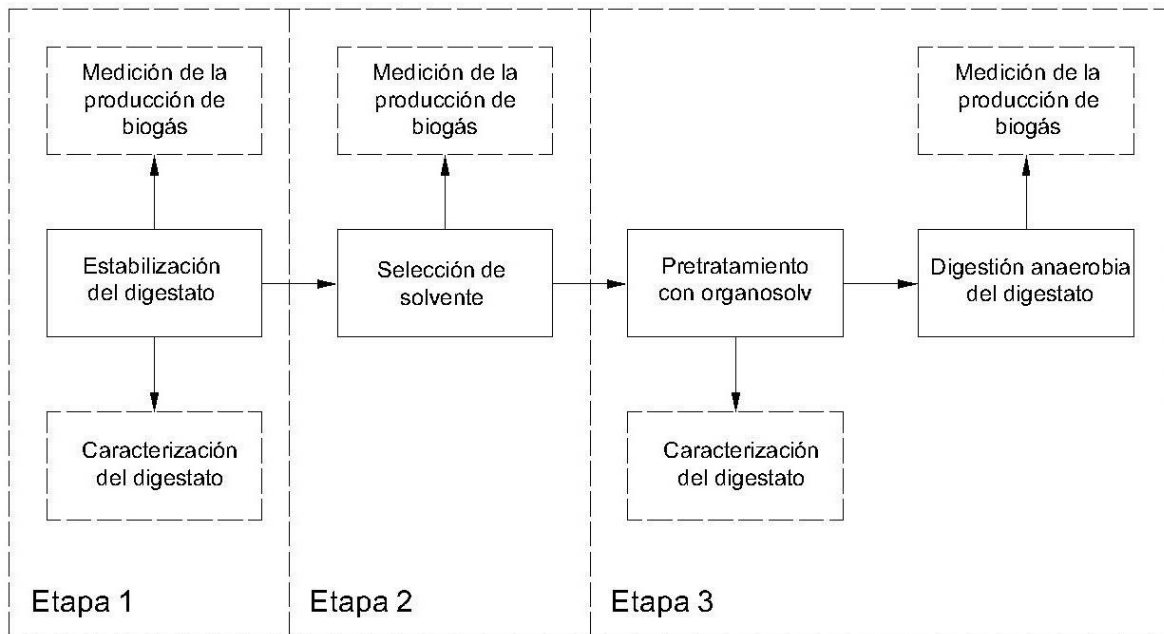 Medición de la
producción de
biogás
Estabilización
del digestato
Caracterización
del digestato
Etapa 1
Medición de la
producción de
biogás
Selección de
solvente
Etapa 2
Medición de la
producción de
biogás
Pretratamiento
con organosolv
Digestión anaerobia
del digestato
Caracterización
del digestato
Etapa 3